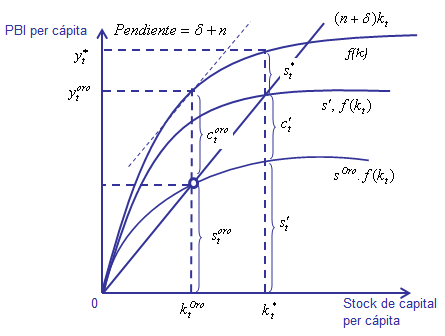 PBI per cápita
Pendiente = δ + n
(n + δ)k_t
y_t^*
f{k}
s_t^*
y_t^oro
s', f(k_t)
c_t^oro
c_t'
s^Oro. f(k_t)
s_t^oro
s_t'
0
k_t^Oro
k_t^*
Stock de capital
per cápita